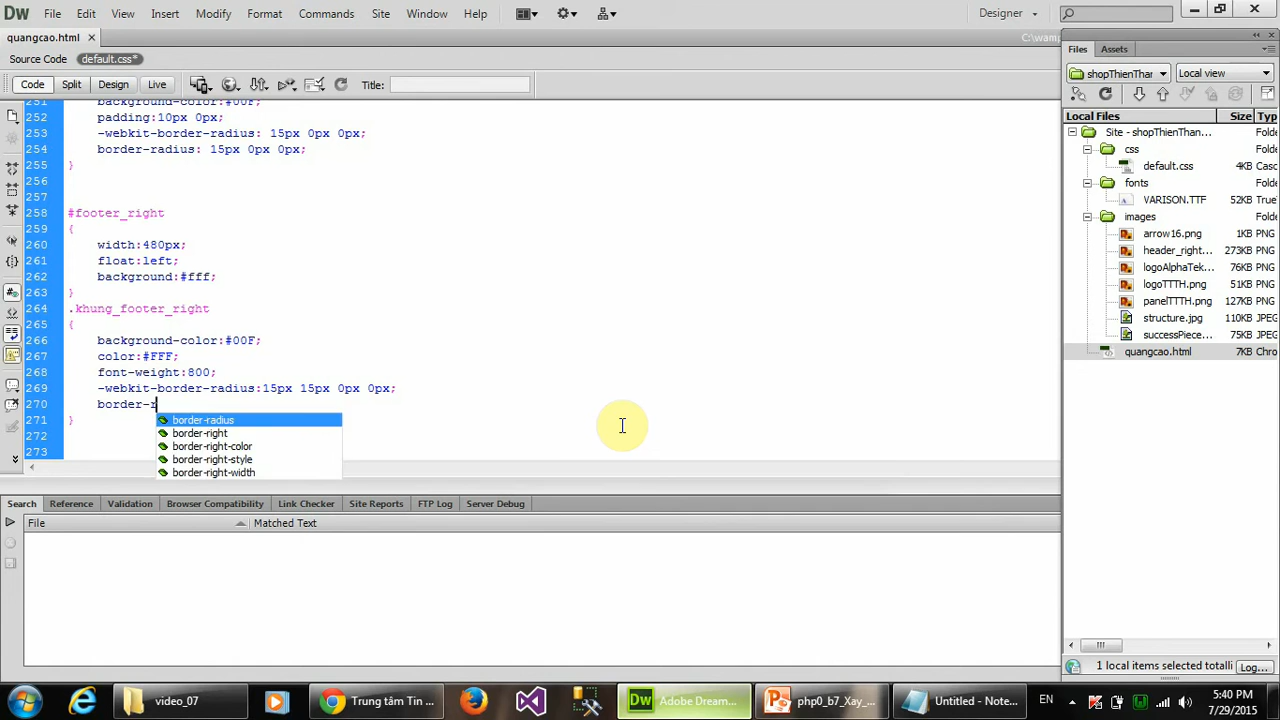 Dw File Edit View Insert Modify Format Commands Site Window Help Designer
quangcao.html C:\wamp
Source Code default.css*
Code Split Design Live Title:
251 background-color:#00F;
252 padding:10px 0px;
253 -webkit-border-radius: 15px 0px 0px;
254 border-radius: 15px 0px 0px;
255 }
256
257
258 #footer_right
259 {
260 width:480px;
261 float:left;
262 background:#fff;
263 }
264 .khung_footer_right
265 {
266 background-color:#00F;
267 color:#FFF;
268 font-weight:800;
269 -webkit-border-radius:15px 15px 0px 0px;
270 border-r
271 }
272
273
border-radius
border-right
border-right-color
border-right-style
border-right-width
Search Reference Validation Browser Compatibility Link Checker Site Reports FTP Log Server Debug
File Matched Text
Files Assets
shopThienThar Local view
Local Files Size Typ
Site - shopThienThan... Folde
css Folde
default.css 4KB Casc
fonts Folde
VARISON.TTF 52KB True
images Folde
arrow16.png 1KB PNG
header_right... 273KB PNG
logoAlphaTek... 76KB PNG
logoTTTH.png 51KB PNG
panelTTTH.png 127KB PNG
structure.jpg 110KB JPEG
successPiece... 75KB JPEG
quangcao.html 7KB Chro
1 local items selected totalli Log...
video_07 Trung tâm Tin ... Dw Adobe Dream... php0_b7_Xay_... Untitled - Note... EN 5:40 PM
7/29/2015